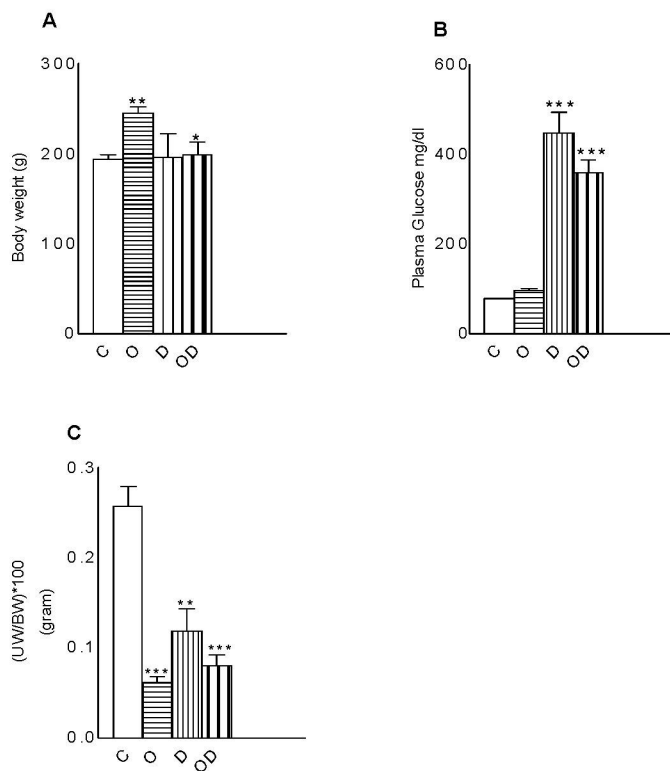 A
Body weight (g)
300
200
100
0
**
*
C
O
D
OD
B
Plasma Glucose mg/dl
600
400
200
0
***
***
C
O
D
OD
C
(UW/BW)*100
(gram)
0.3
0.2
0.1
0.0
***
**
***
C
O
D
OD